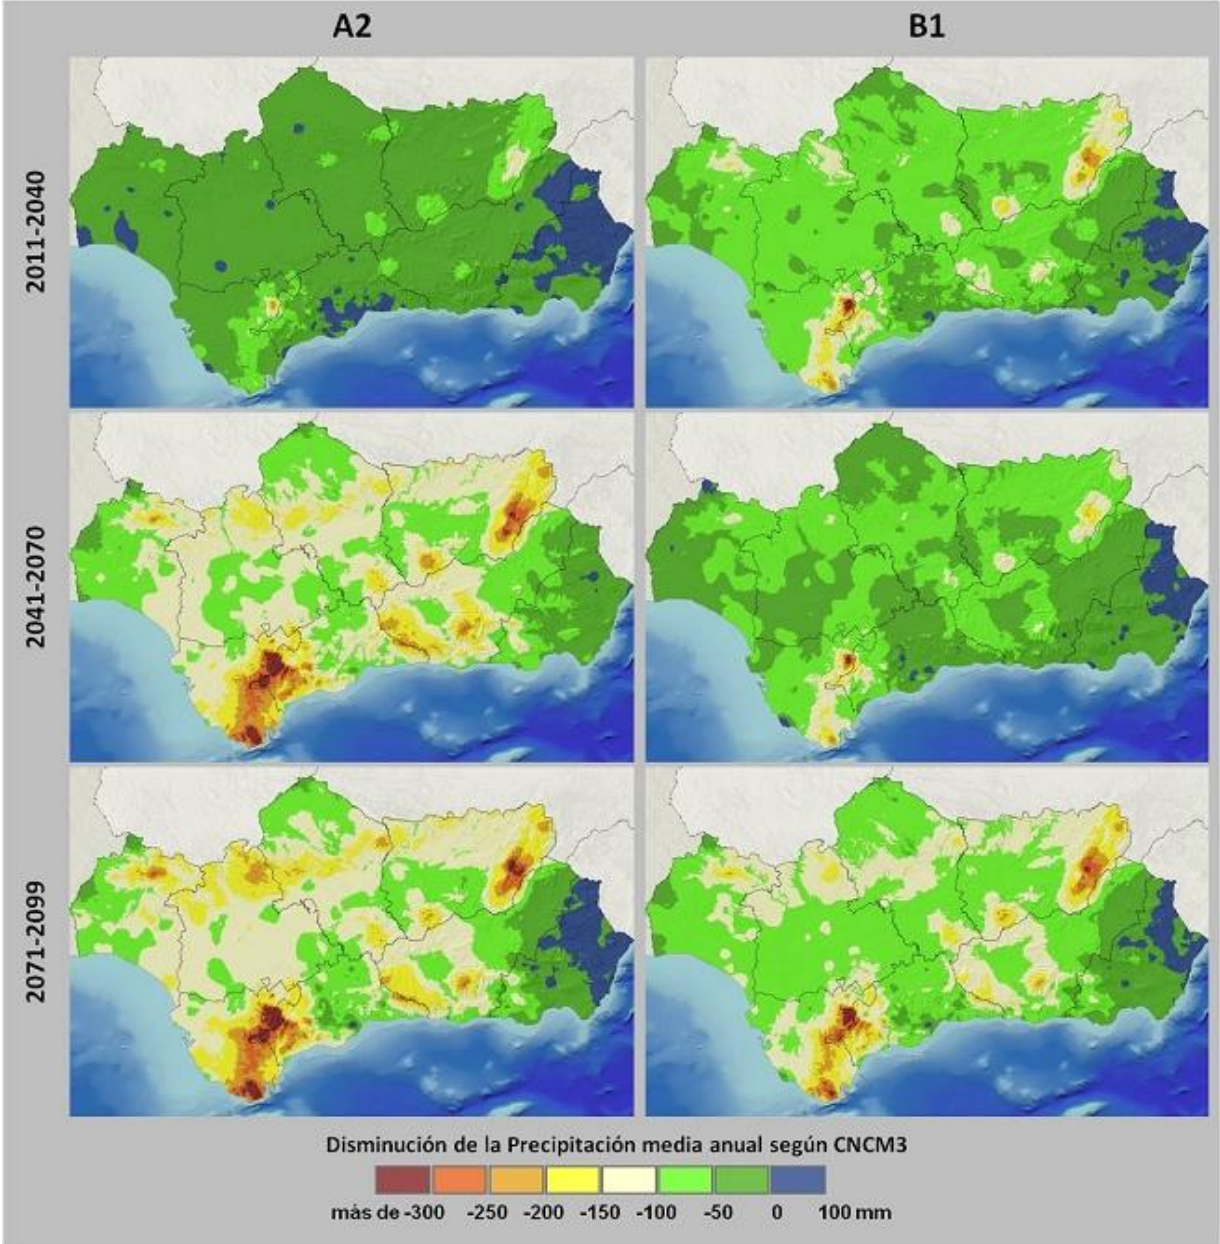 A2
B1
2011-2040
2041-2070
2071-2099
Disminución de la Precipitación media anual según CNCM3
más de -300 -250 -200 -150 -100 -50 0 100 mm